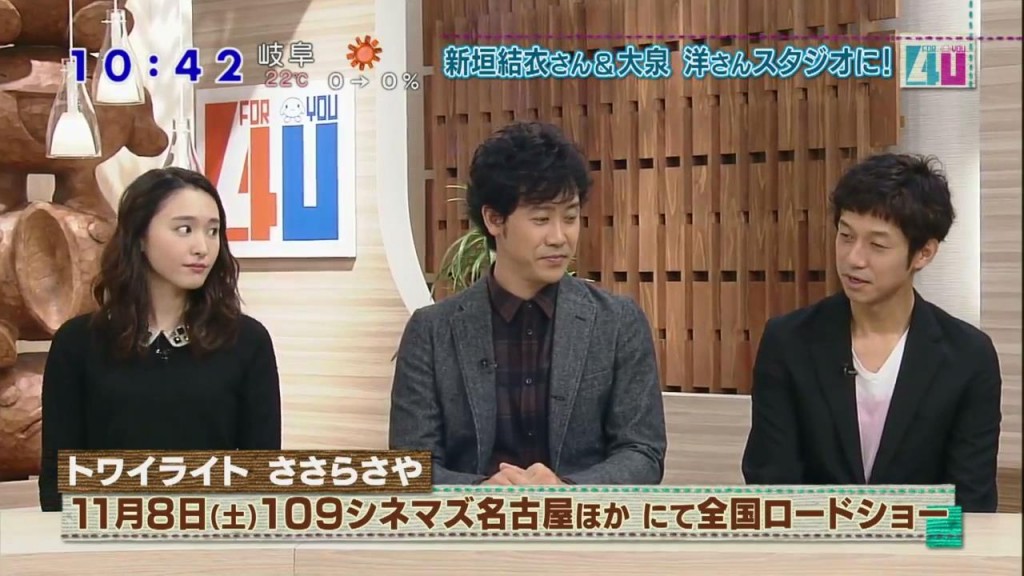 10:42
岐阜
22℃
0→0%
新垣結衣さん&大泉 洋さんスタジオに!
FOR YOU
4U
FOR YOU
4U
トワイライト ささらさや
11月8日(土)109シネマズ名古屋ほか にて全国ロードショー